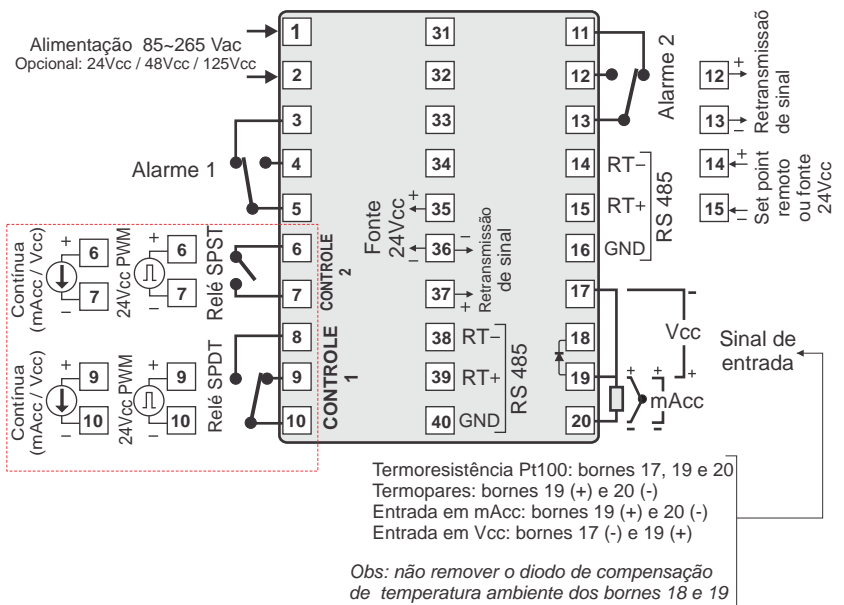 Alimentação 85~265 Vac
Opcional: 24Vcc / 48Vcc / 125Vcc
1
2
3
4
5
Alarme 1
6
7
8
9
10
CONTROLE 2
CONTROLE 1
Contínua (mAcc / Vcc)
+
6
7
–
24Vcc PWM
+
6
7
–
Relé SPST
Contínua (mAcc / Vcc)
+
9
10
–
24Vcc PWM
+
9
10
–
Relé SPDT
31
32
33
34
35
36
37
38
39
40
Fonte 24Vcc
+
–
–
+
Retransmissão de sinal
RT–
RT+
GND
RS 485
11
12
13
14
15
16
17
18
19
20
Alarme 2
RT–
RT+
GND
RS 485
12
+
13
–
Retransmissaõ de sinal
14
+
15
–
Set point remoto ou fonte 24Vcc
-
Vcc
+
+
+
mAcc
-
-
Sinal de entrada
Termoresistência Pt100: bornes 17, 19 e 20
Termopares: bornes 19 (+) e 20 (-)
Entrada em mAcc: bornes 19 (+) e 20 (-)
Entrada em Vcc: bornes 17 (-) e 19 (+)
Obs: não remover o diodo de compensação
de temperatura ambiente dos bornes 18 e 19